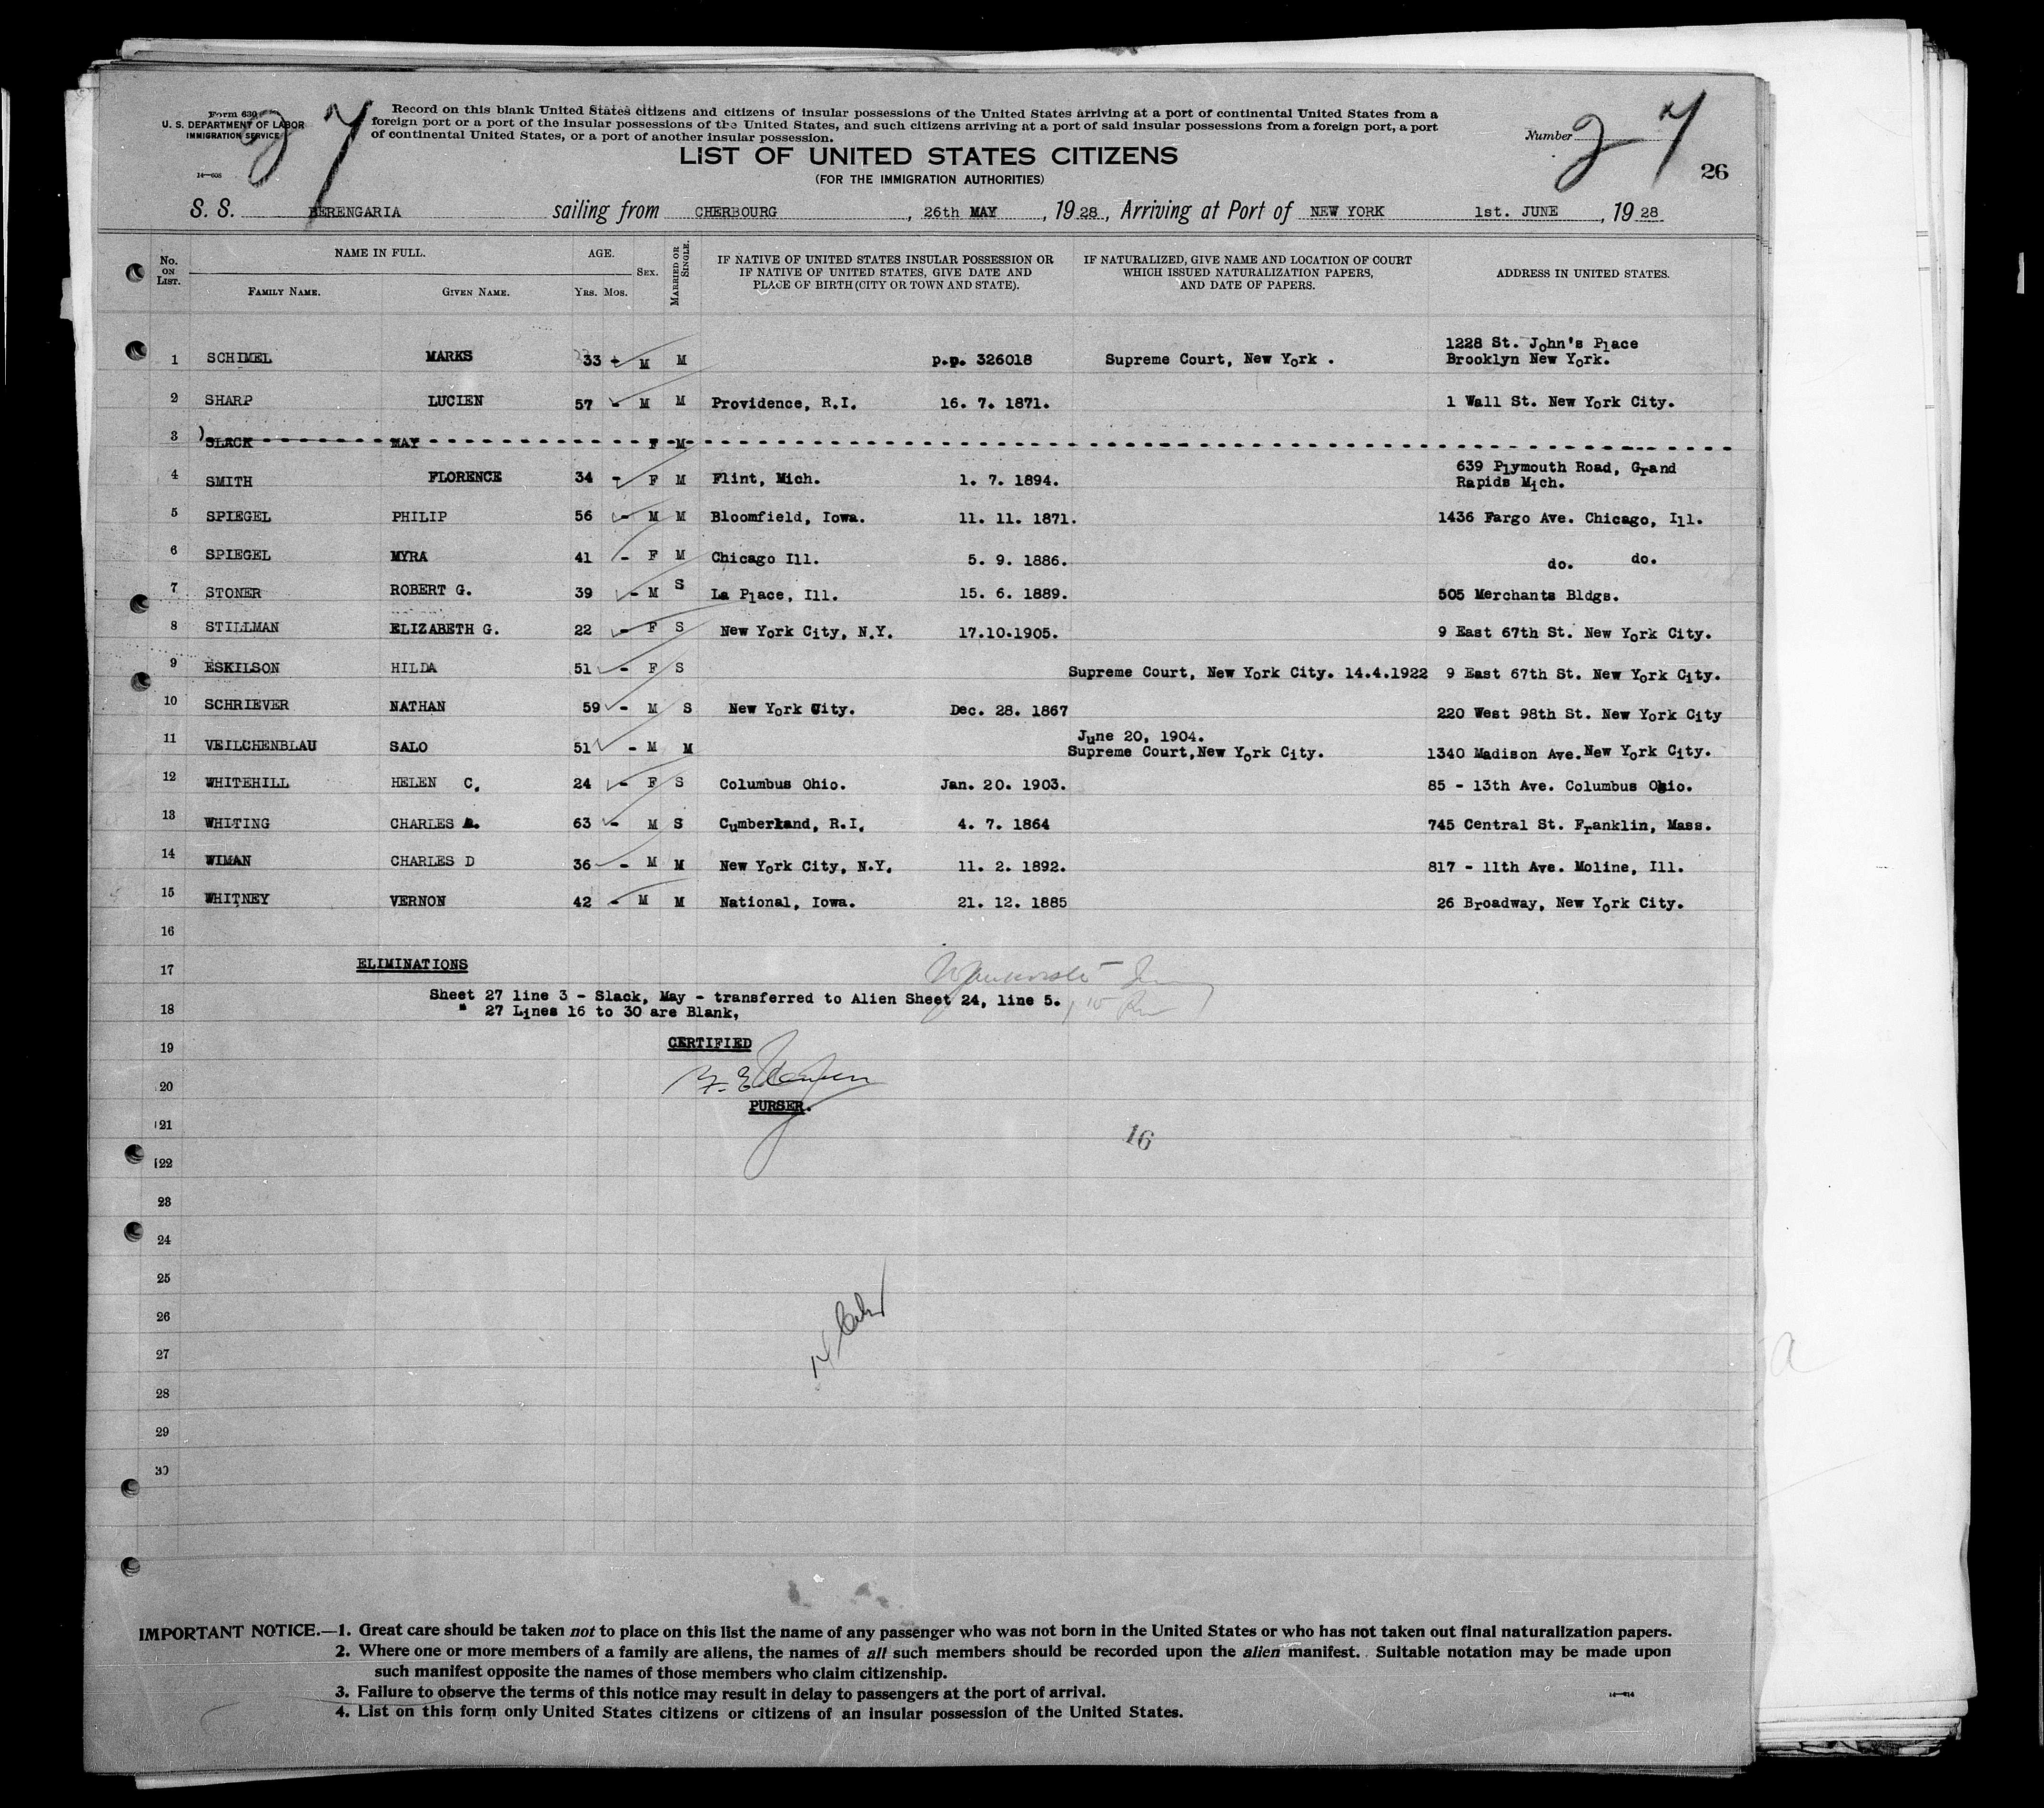 Form 630
U. S. DEPARTMENT OF LABOR
IMMIGRATION SERVICE
14—608
27
Record on this blank United States citizens and citizens of insular possessions of the United States arriving at a port of continental United States from a
foreign port or a port of the insular possessions of the United States, and such citizens arriving at a port of said insular possessions from a foreign port, a port
of continental United States, or a port of another insular possession.
Number 27
26
LIST OF UNITED STATES CITIZENS
(FOR THE IMMIGRATION AUTHORITIES)
S. S. BERENGARIA sailing from CHERBOURG, 26th MAY, 1928, Arriving at Port of NEW YORK 1st. JUNE, 1928
No. ON LIST. NAME IN FULL. FAMILY NAME. GIVEN NAME. AGE. YRS. MOS. SEX. MARRIED OR SINGLE. IF NATIVE OF UNITED STATES INSULAR POSSESSION OR IF NATIVE OF UNITED STATES, GIVE DATE AND PLACE OF BIRTH (CITY OR TOWN AND STATE). IF NATURALIZED, GIVE NAME AND LOCATION OF COURT WHICH ISSUED NATURALIZATION PAPERS, AND DATE OF PAPERS. ADDRESS IN UNITED STATES.
1 SCHIMEL MARKS 33 - M M p.p. 326018 Supreme Court, New York . 1228 St. John's Place Brooklyn New York.
2 SHARP LUCIEN 57 - M M Providence, R.I. 16. 7. 1871. 1 Wall St. New York City.
3 SLACK MAY F M
4 SMITH FLORENCE 34 - F M Flint, Mich. 1. 7. 1894. 639 Plymouth Road, Grand Rapids Mich.
5 SPIEGEL PHILIP 56 - M M Bloomfield, Iowa. 11. 11. 1871. 1436 Fargo Ave. Chicago, Ill.
6 SPIEGEL MYRA 41 - F M Chicago Ill. 5. 9. 1886. do. do.
7 STONER ROBERT G. 39 - M S La Place, Ill. 15. 6. 1889. 505 Merchants Bldgs.
8 STILLMAN ELIZABETH G. 22 - F S New York City, N.Y. 17.10.1905. 9 East 67th St. New York City.
9 ESKILSON HILDA 51 - F S Supreme Court, New York City. 14.4.1922 9 East 67th St. New York City.
10 SCHRIEVER NATHAN 59 - M S New York City. Dec. 28. 1867 220 West 98th St. New York City
11 VEILCHENBLAU SALO 51 - M M June 20, 1904. Supreme Court, New York City. 1340 Madison Ave. New York City.
12 WHITEHILL HELEN C. 24 - F S Columbus Ohio. Jan. 20. 1903. 85 - 13th Ave. Columbus Ohio.
13 WHITING CHARLES 63 - M S Cumberland, R.I. 4. 7. 1864 745 Central St. Franklin, Mass.
14 WIMAN CHARLES D 36 - M M New York City, N.Y. 11. 2. 1892. 817 - 11th Ave. Moline, Ill.
15 WHITNEY VERNON 42 - M M National, Iowa. 21. 12. 1885 26 Broadway, New York City.
16
17 ELIMINATIONS
Sheet 27 line 3 - Slack, May - transferred to Alien Sheet 24, line 5.
18 " 27 Lines 16 to 30 are Blank,
19 CERTIFIED
20
PURSER.
21
16
22
23
24
25
26
27
28
29
30
IMPORTANT NOTICE.—1. Great care should be taken not to place on this list the name of any passenger who was not born in the United States or who has not taken out final naturalization papers.
2. Where one or more members of a family are aliens, the names of all such members should be recorded upon the alien manifest. Suitable notation may be made upon
such manifest opposite the names of those members who claim citizenship.
3. Failure to observe the terms of this notice may result in delay to passengers at the port of arrival.
4. List on this form only United States citizens or citizens of an insular possession of the United States.